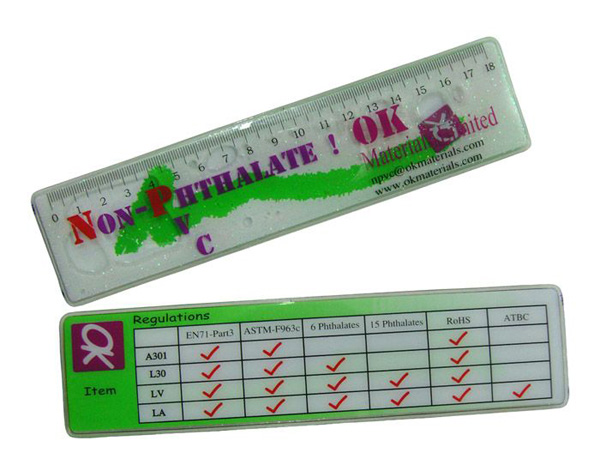 0 1 2 3 4 5 6 7 8 9 10 11 12 13 14 15 16 17 18
NON-PHTHALATE ! OK
V
C
Materials Limited
npvc@okmaterials.com
www.okmaterials.com
Regulations
EN71-Part3 ASTM-F963c 6 Phthalates 15 Phthalates RoHS ATBC
OK
Item
A301 ✓ ✓ ✓
L30 ✓ ✓ ✓ ✓
LV ✓ ✓ ✓ ✓ ✓
LA ✓ ✓ ✓ ✓ ✓ ✓